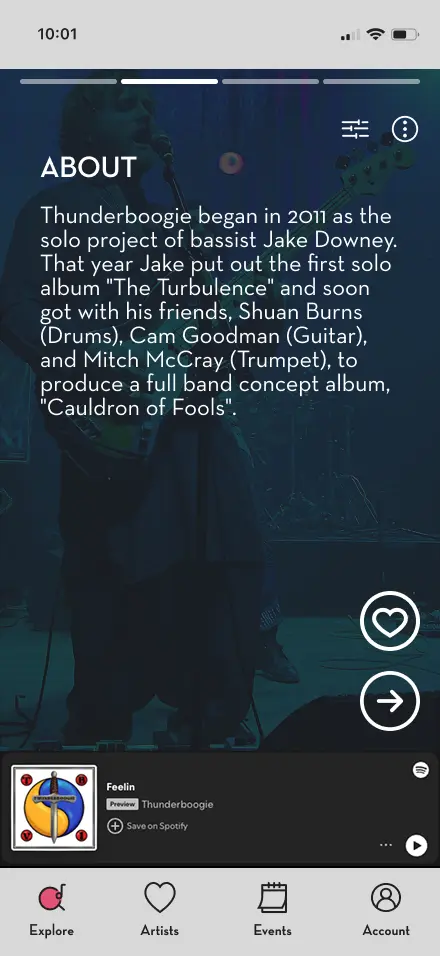 10:01
ABOUT
Thunderboogie began in 2011 as the
solo project of bassist Jake Downey.
That year Jake put out the first solo
album "The Turbulence" and soon
got with his friends, Shuan Burns
(Drums), Cam Goodman (Guitar),
and Mitch McCray (Trumpet), to
produce a full band concept album,
"Cauldron of Fools".
T B
THUNDERBOOGIE
V I
Feelin
Preview Thunderboogie
Save on Spotify
Explore Artists Events Account